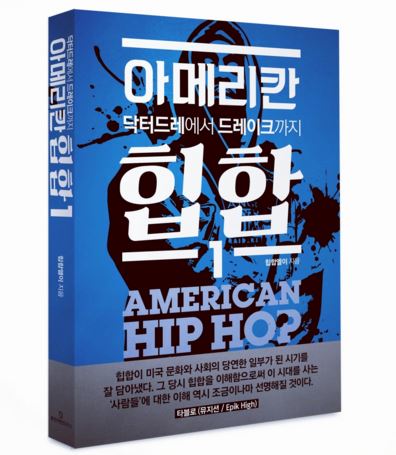 아메리칸
닥터드레에서 드레이크까지
힙합
1
힙합엘이 지음
AMERICAN
HIP HO?
힙합이 미국 문화와 사회의 당연한 일부가 된 시기를
잘 담아냈다. 그 당시 힙합을 이해함으로써 이 시대를 사는
‘사람들’에 대한 이해 역시 조금이나마 선명해질 것이다.
타블로 (뮤지션 / Epik High)
닥터드레에서 드레이크까지
아메리칸 힙합 1
힙합엘이 지음